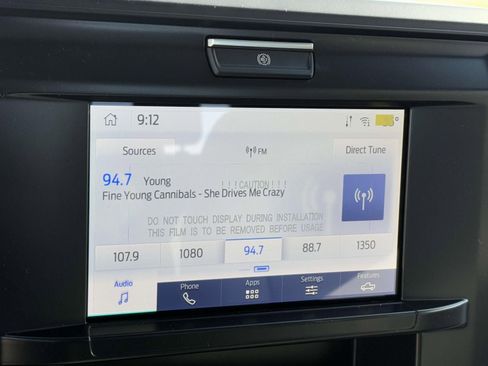 9:12
Sources
FM
Direct Tune
94.7 Young
!!!CAUTION!!!
Fine Young Cannibals - She Drives Me Crazy
DO NOT TOUCH DISPLAY DURING INSTALLATION
THIS FILM IS TO BE REMOVED BEFORE USAGE
107.9 1080 94.7 88.7 1350
Audio Phone Apps Settings Features